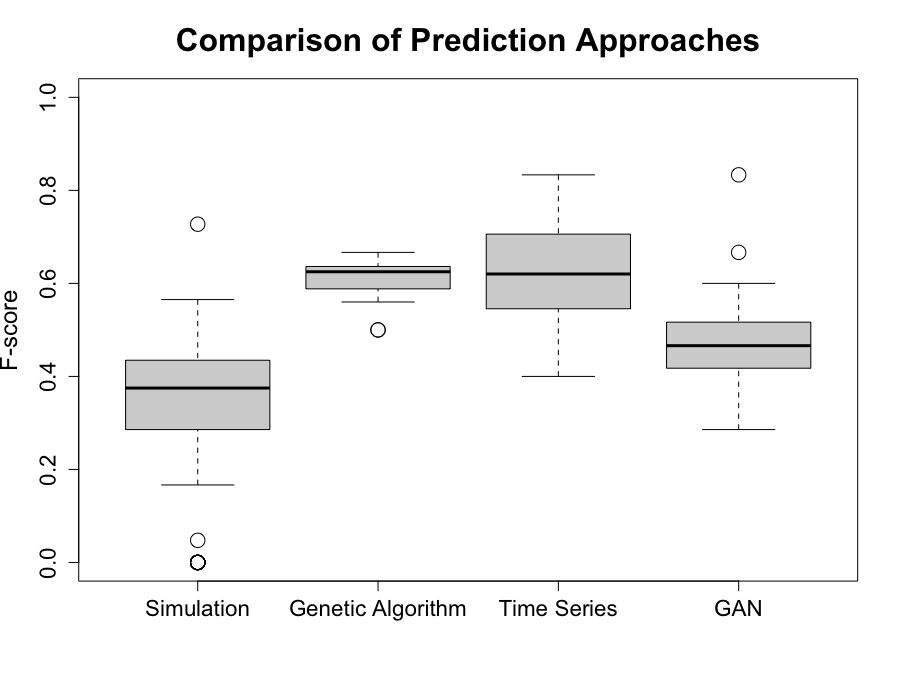 Comparison of Prediction Approaches
F-score
1.0
0.8
0.6
0.4
0.2
0.0
Simulation
Genetic Algorithm
Time Series
GAN